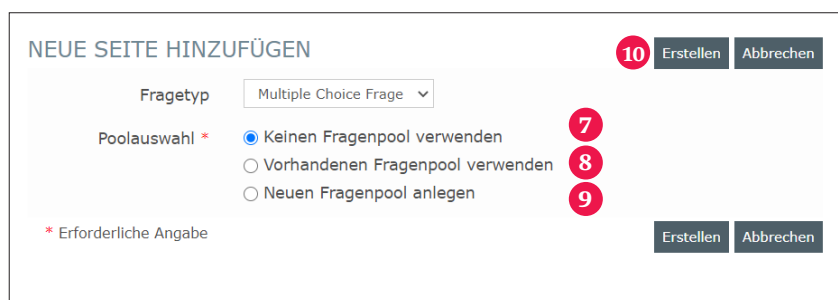 NEUE SEITE HINZUFÜGEN 10 Erstellen Abbrechen
Fragetyp Multiple Choice Frage
Poolauswahl * Keinen Fragenpool verwenden 7
Vorhandenen Fragenpool verwenden 8
Neuen Fragenpool anlegen 9
* Erforderliche Angabe Erstellen Abbrechen